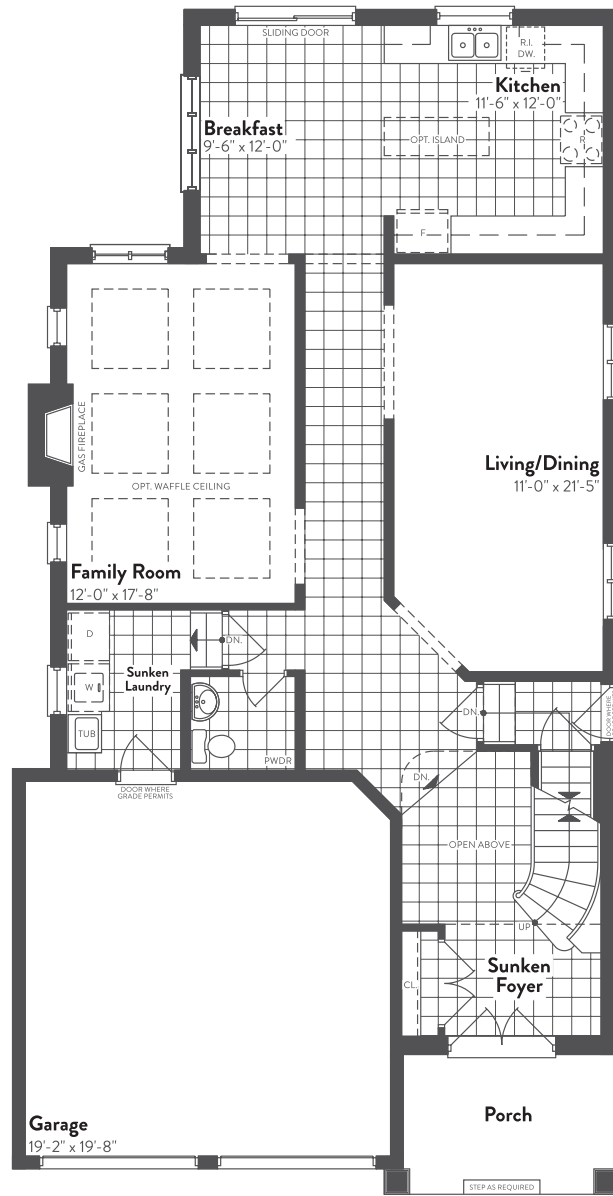 SLIDING DOOR
R.I.
DW.
Kitchen
11'-6" x 12'-0"
Breakfast
9'-6" x 12'-0"
OPT. ISLAND
R
F
GAS FIREPLACE
Living/Dining
11'-0" x 21'-5"
OPT. WAFFLE CEILING
Family Room
12'-0" x 17'-8"
D
DN.
Sunken
Laundry
W
TUB
PWDR
DN.
DOOR WHERE
DN.
DOOR WHERE
GRADE PERMITS
OPEN ABOVE
UP
Sunken
Foyer
CL.
Garage
19'-2" x 19'-8"
Porch
STEP AS REQUIRED